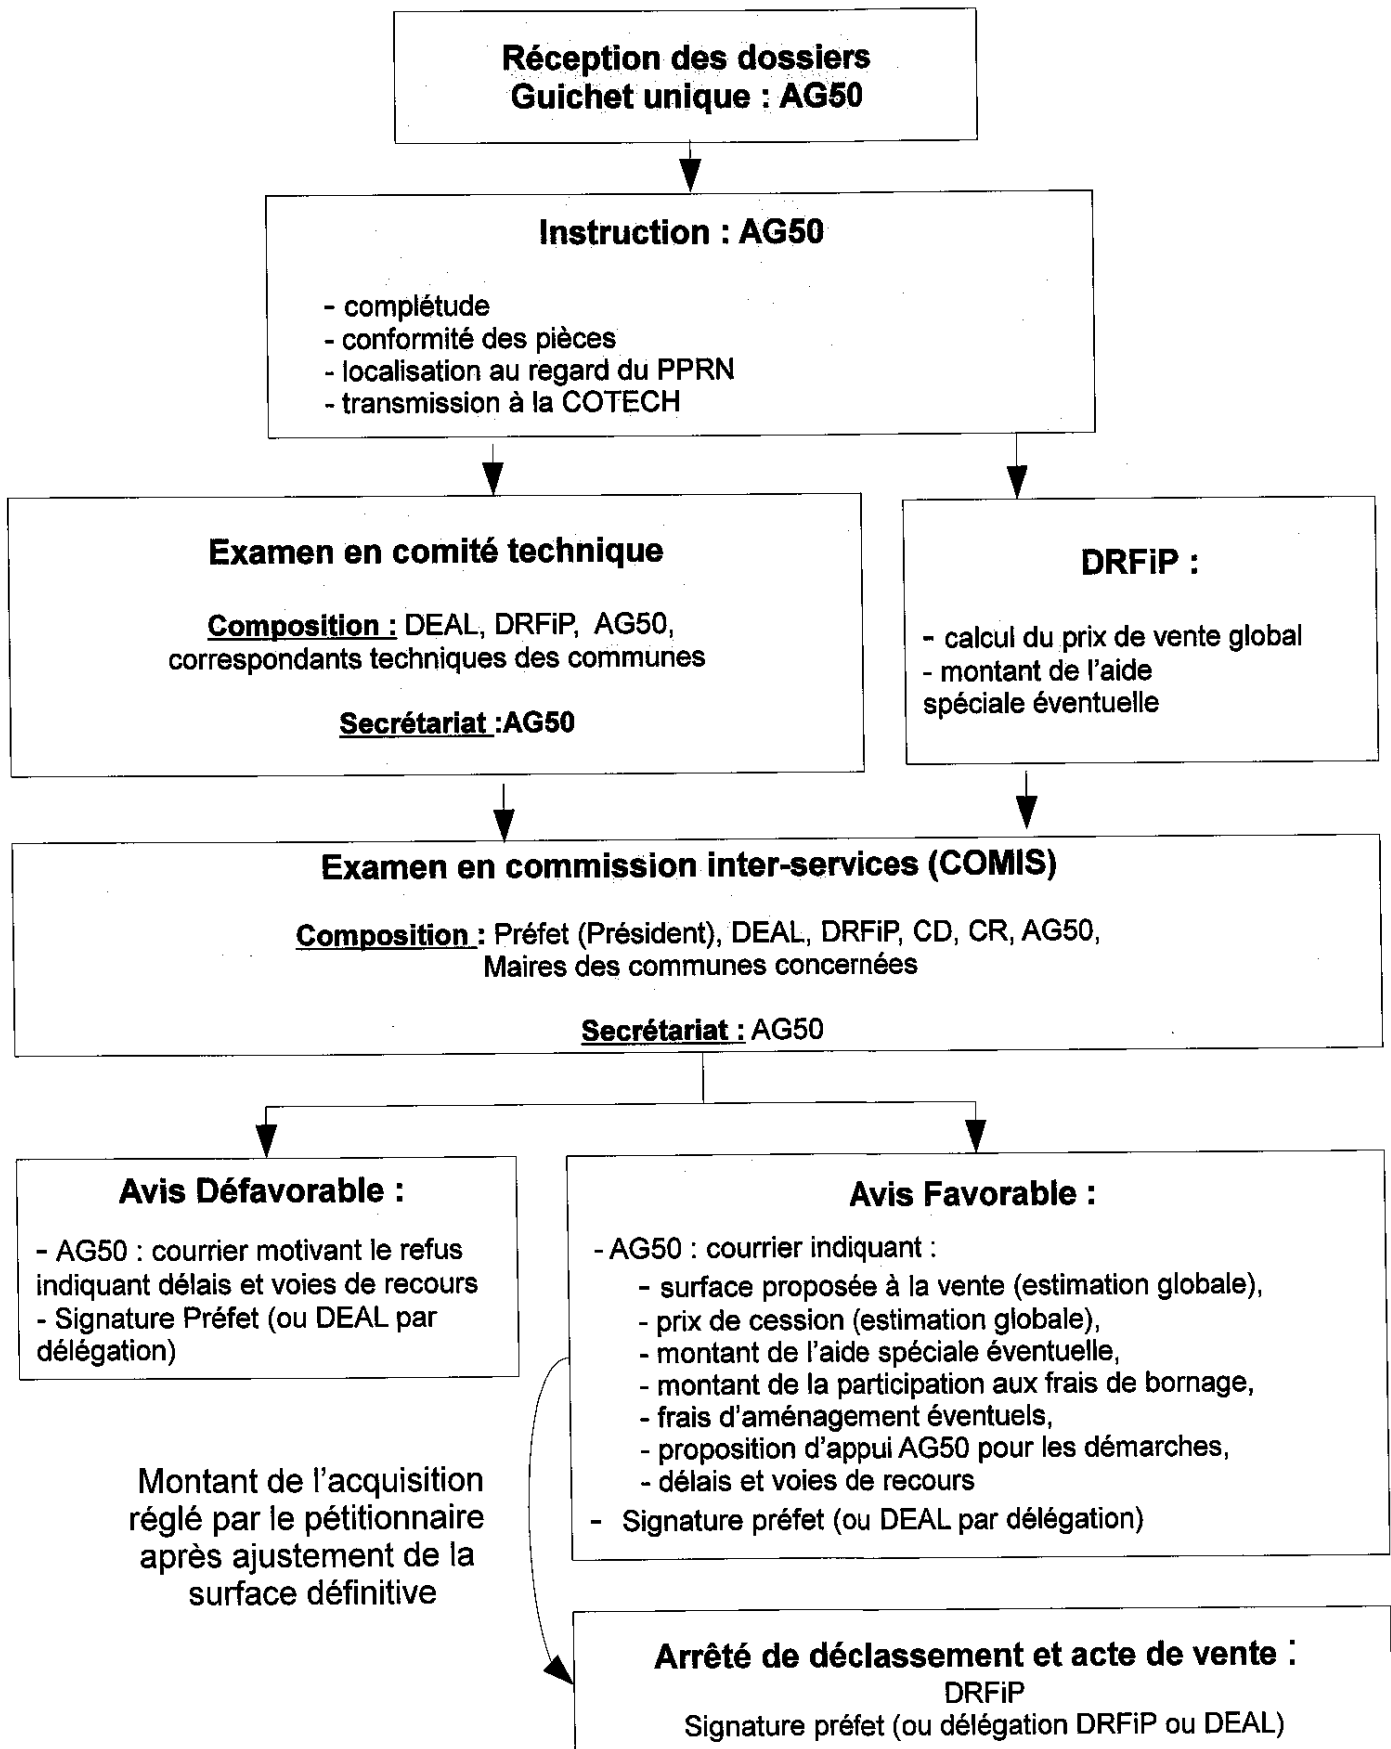 Réception des dossiers
Guichet unique : AG50
Instruction : AG50
- complétude
- conformité des pièces
- localisation au regard du PPRN
- transmission à la COTECH
Examen en comité technique
Composition : DEAL, DRFiP, AG50,
correspondants techniques des communes
Secrétariat :AG50
DRFiP :
- calcul du prix de vente global
- montant de l'aide
spéciale éventuelle
Examen en commission inter-services (COMIS)
Composition : Préfet (Président), DEAL, DRFiP, CD, CR, AG50,
Maires des communes concernées
Secrétariat : AG50
Avis Défavorable :
- AG50 : courrier motivant le refus
indiquant délais et voies de recours
- Signature Préfet (ou DEAL par
délégation)
Avis Favorable :
- AG50 : courrier indiquant :
- surface proposée à la vente (estimation globale),
- prix de cession (estimation globale),
- montant de l'aide spéciale éventuelle,
- montant de la participation aux frais de bornage,
- frais d'aménagement éventuels,
- proposition d'appui AG50 pour les démarches,
- délais et voies de recours
- Signature préfet (ou DEAL par délégation)
Montant de l'acquisition
réglé par le pétitionnaire
après ajustement de la
surface définitive
Arrêté de déclassement et acte de vente :
DRFiP
Signature préfet (ou délégation DRFiP ou DEAL)